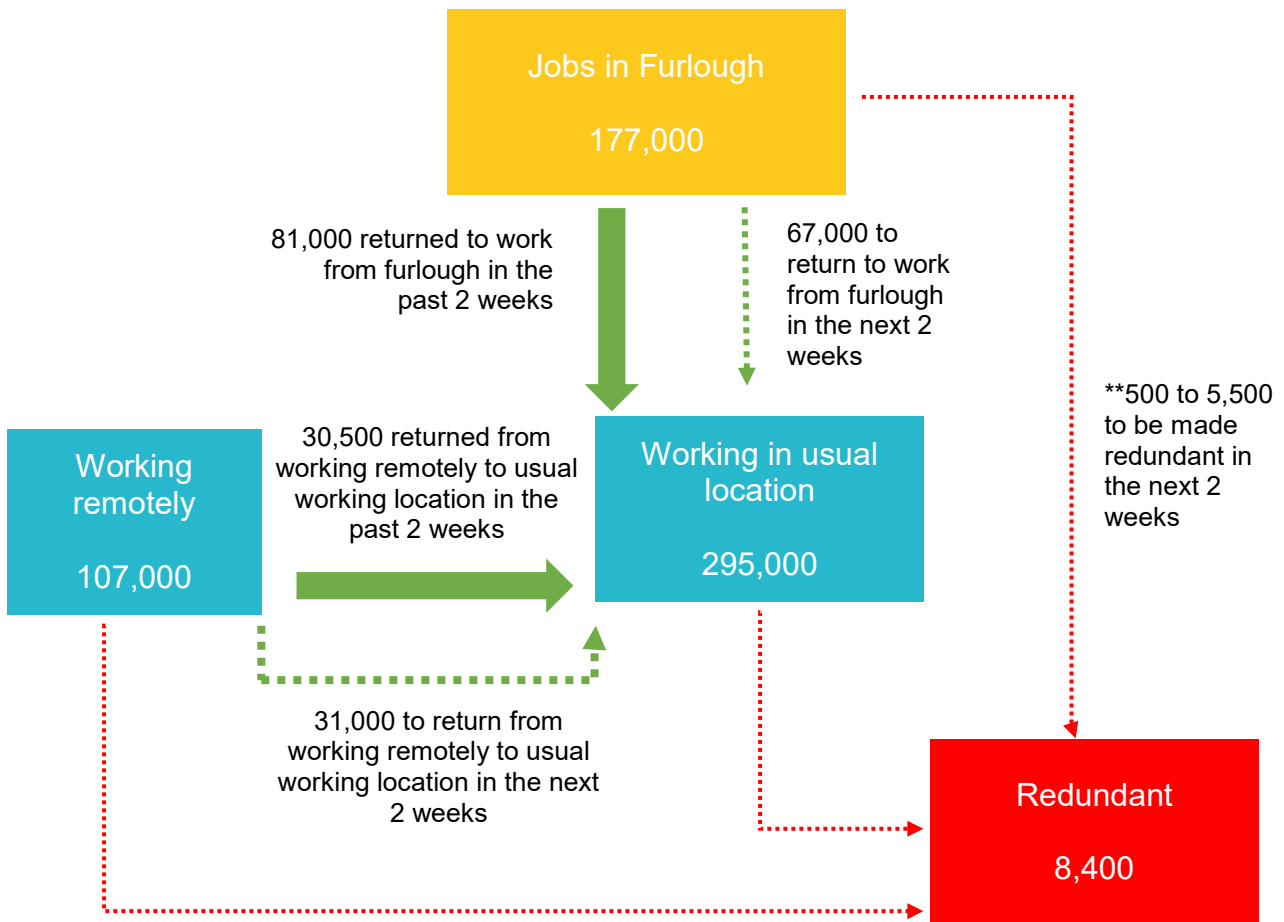 Jobs in Furlough
177,000
81,000 returned to work
from furlough in the
past 2 weeks
67,000 to
return to work
from furlough
in the next 2
weeks
**500 to 5,500
to be made
redundant in
the next 2
weeks
Working
remotely
107,000
30,500 returned from
working remotely to usual
working location in the
past 2 weeks
Working in usual
location
295,000
31,000 to return from
working remotely to usual
working location in the next
2 weeks
Redundant
8,400